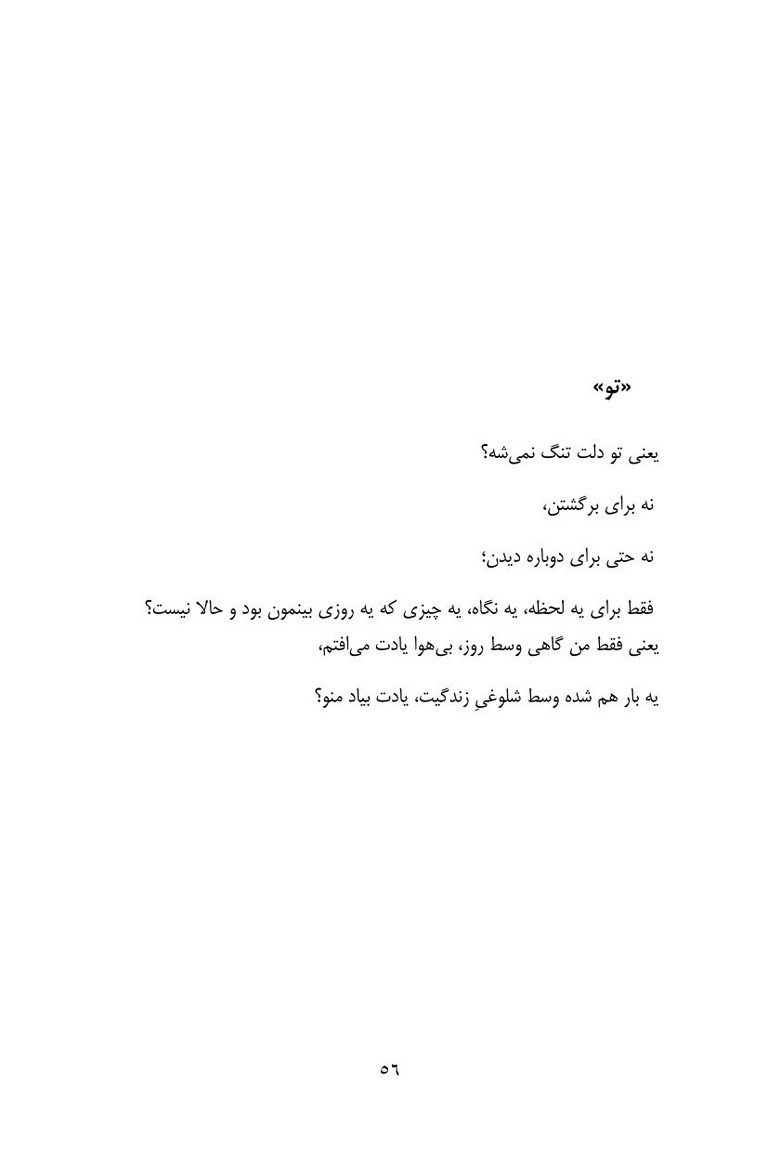 «تو»
یعنی تو دلت تنگ نمی‌شه؟
نه برای برگشتن،
نه حتی برای دوباره دیدن؛
فقط برای یه لحظه، یه نگاه، یه چیزی که یه روزی بینمون بود و حالا نیست؟
یعنی فقط من گاهی وسط روز، بی‌هوا یادت می‌افتم،
یه بار هم شده وسط شلوغیِ زندگیت، یادت بیاد منو؟
٥٦